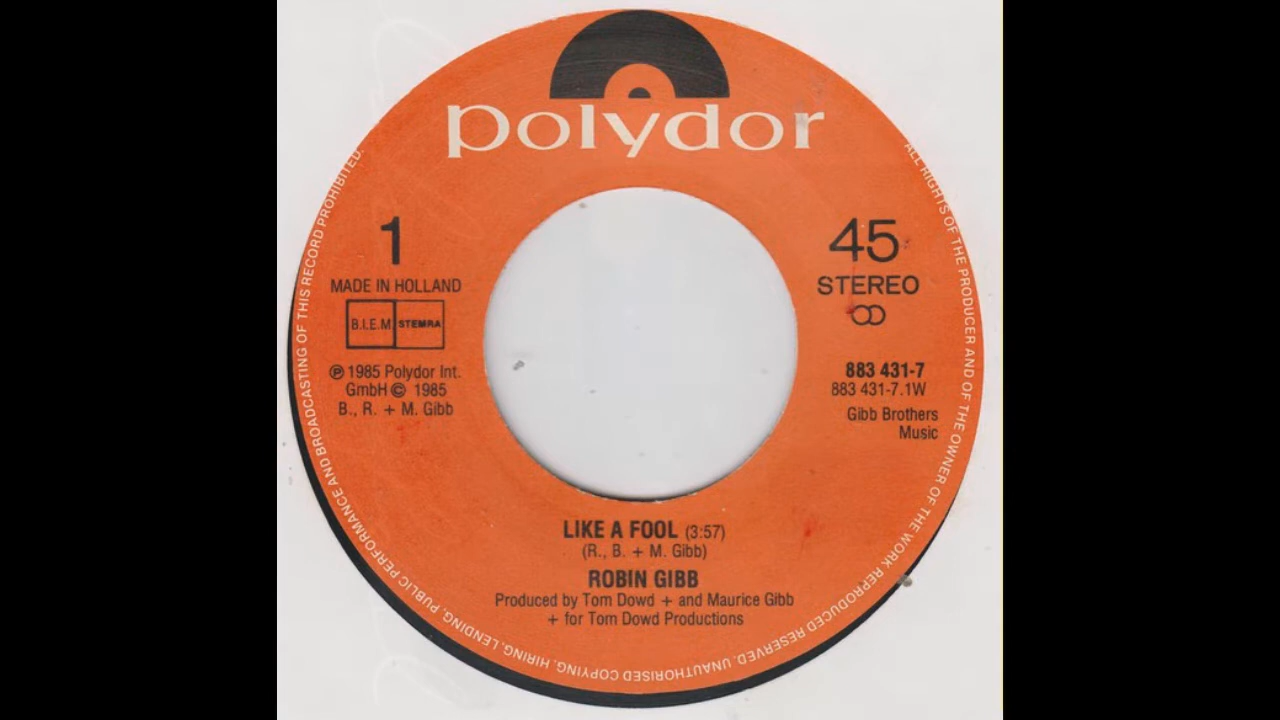 polydor
1
MADE IN HOLLAND
B.I.E.M. STEMRA
℗ 1985 Polydor Int.
GmbH © 1985
B., R. + M. Gibb
45
STEREO
883 431-7
883 431-7.1W
Gibb Brothers
Music
LIKE A FOOL (3:57)
(R., B. + M. Gibb)
ROBIN GIBB
Produced by Tom Dowd + and Maurice Gibb
+ for Tom Dowd Productions
ALL RIGHTS OF THE PRODUCER AND OF THE OWNER OF THE WORK REPRODUCED RESERVED. UNAUTHORISED COPYING, HIRING, LENDING, PUBLIC PERFORMANCE AND BROADCASTING OF THIS RECORD PROHIBITED.